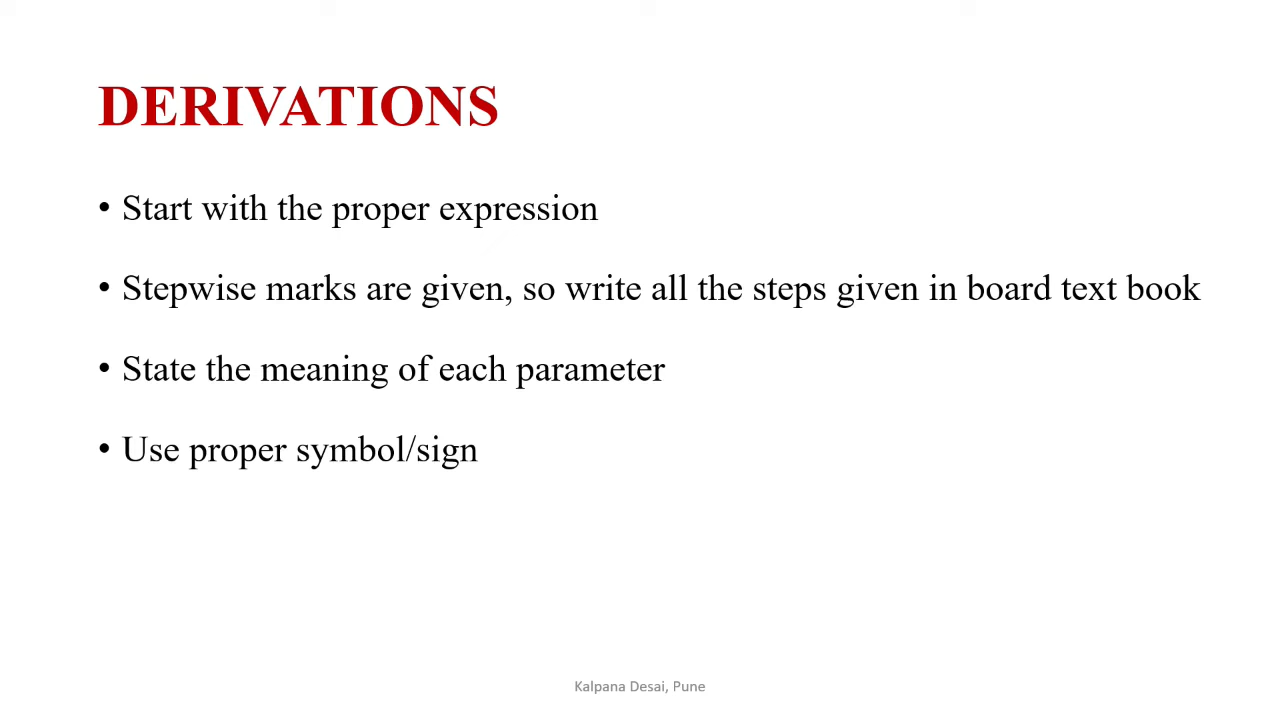 DERIVATIONS
• Start with the proper expression
• Stepwise marks are given, so write all the steps given in board text book
• State the meaning of each parameter
• Use proper symbol/sign
Kalpana Desai, Pune